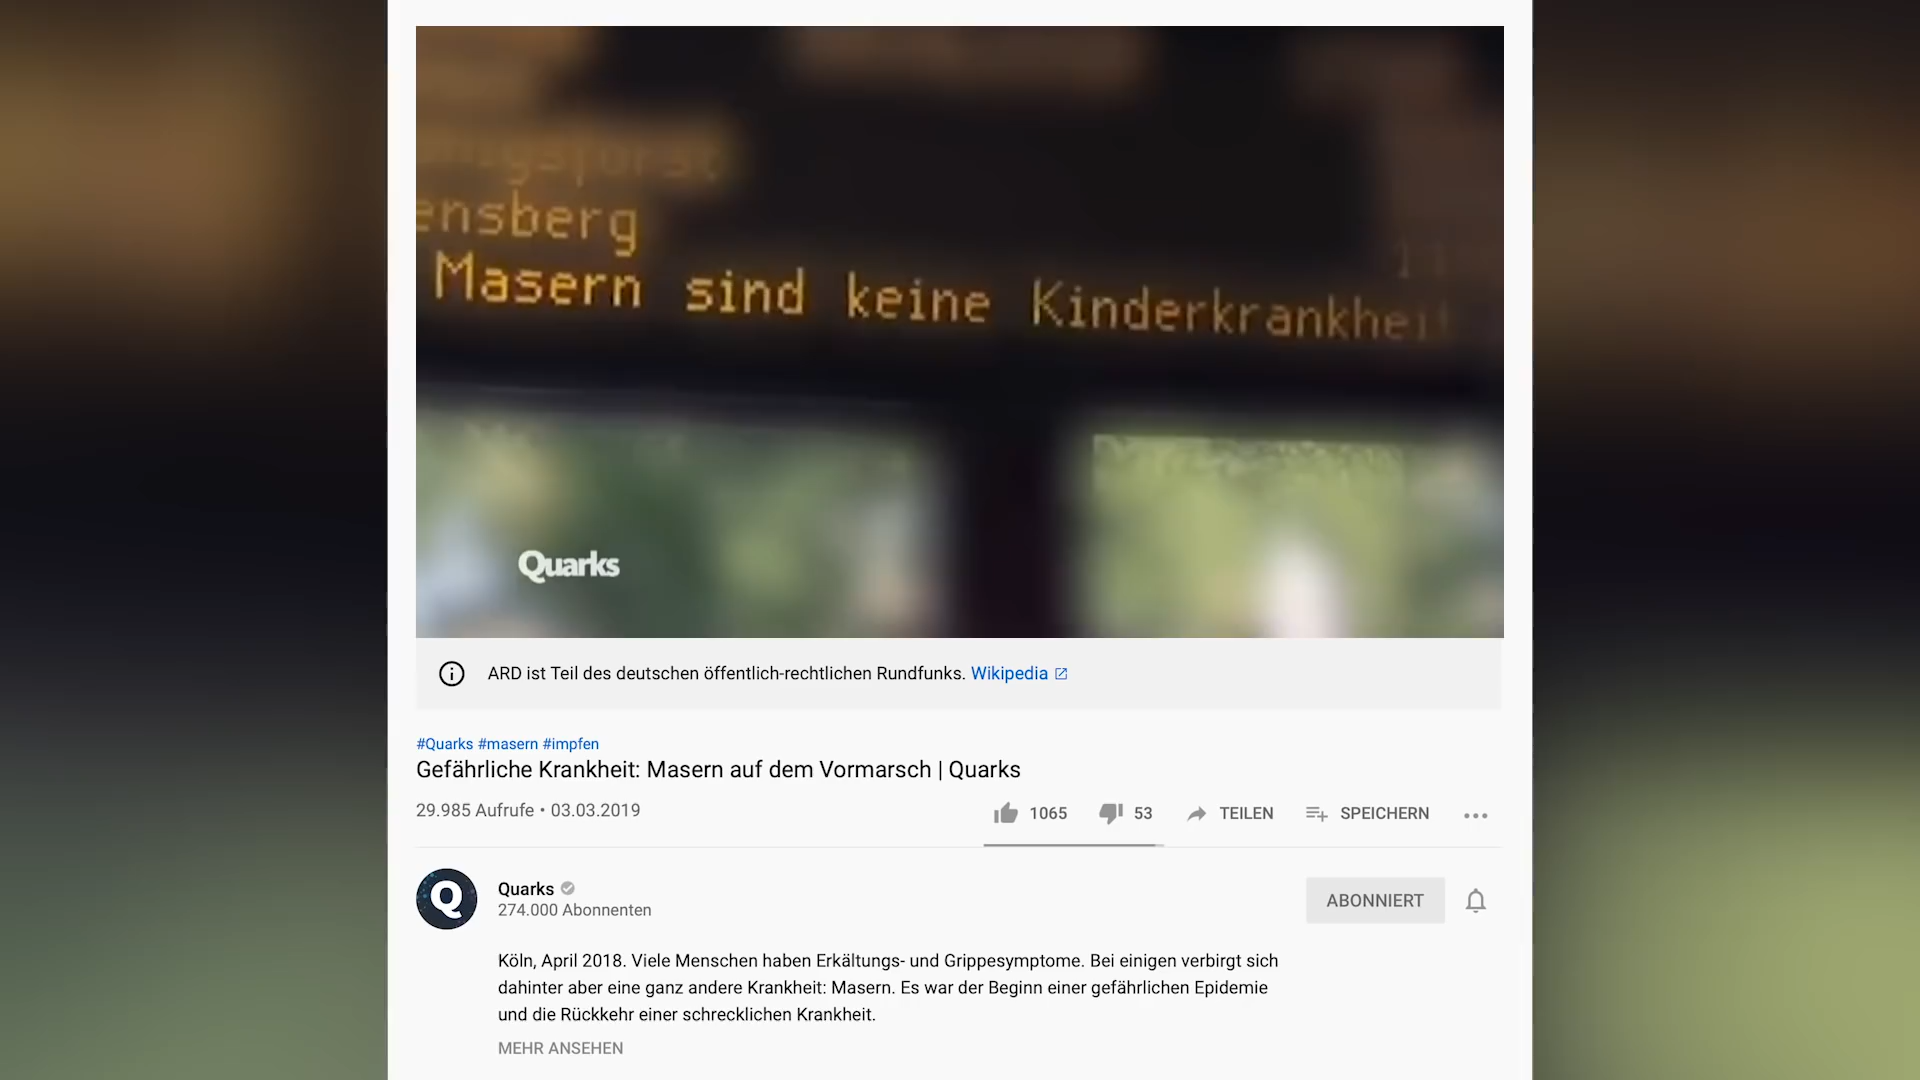 ensberg
Masern sind keine Kinderkrankheit
Quarks
ARD ist Teil des deutschen öffentlich-rechtlichen Rundfunks. Wikipedia
#Quarks #masern #impfen
Gefährliche Krankheit: Masern auf dem Vormarsch | Quarks
29.985 Aufrufe • 03.03.2019
1065 53 TEILEN SPEICHERN
Q
Quarks
274.000 Abonnenten
ABONNIERT
Köln, April 2018. Viele Menschen haben Erkältungs- und Grippesymptome. Bei einigen verbirgt sich
dahinter aber eine ganz andere Krankheit: Masern. Es war der Beginn einer gefährlichen Epidemie
und die Rückkehr einer schrecklichen Krankheit.
MEHR ANSEHEN